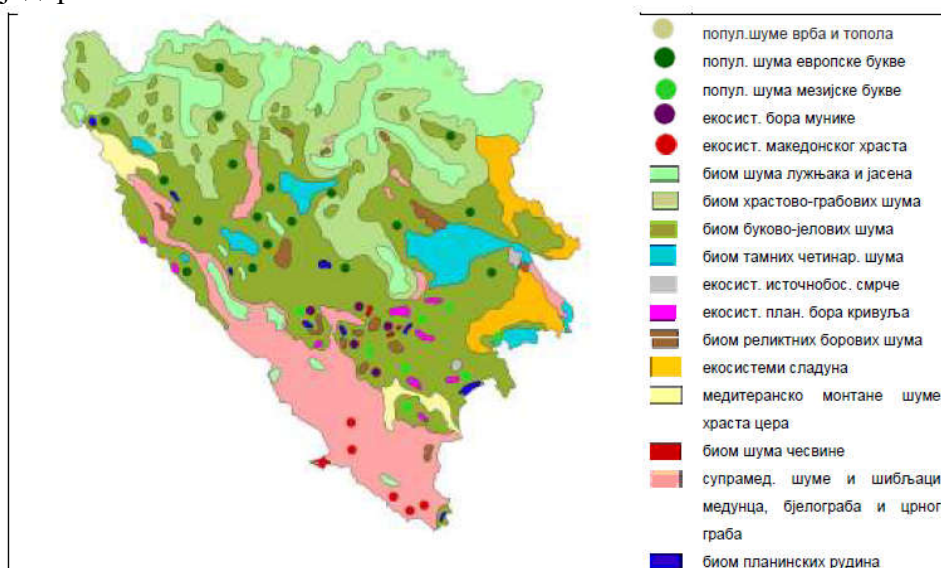 попул.шуме врба и топола
попул. шума европске букве
попул. шума мезијске букве
екосист. бора мунике
екосист. македонског храста
биом шума лужњака и јасена
биом храстово-грабових шума
биом буково-јелових шума
биом тамних четинар. шума
екосист. источнобос. смрче
екосист. план. бора кривуља
биом реликтних борових шума
екосистеми сладуна
медитеранско монтане шуме
храста цера
биом шума чесвине
супрамед. шуме и шибљаци
медунца, бјелограба и црног
граба
биом планинских рудина